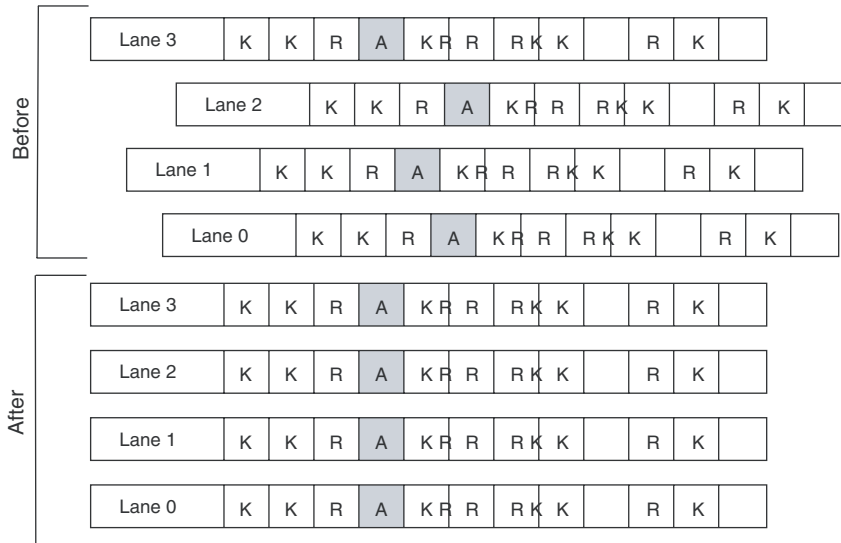 Before
Lane 3 K K R A K R R R K K R K
Lane 2 K K R A K R R R K K R K
Lane 1 K K R A K R R R K K R K
Lane 0 K K R A K R R R K K R K
After
Lane 3 K K R A K R R R K K R K
Lane 2 K K R A K R R R K K R K
Lane 1 K K R A K R R R K K R K
Lane 0 K K R A K R R R K K R K